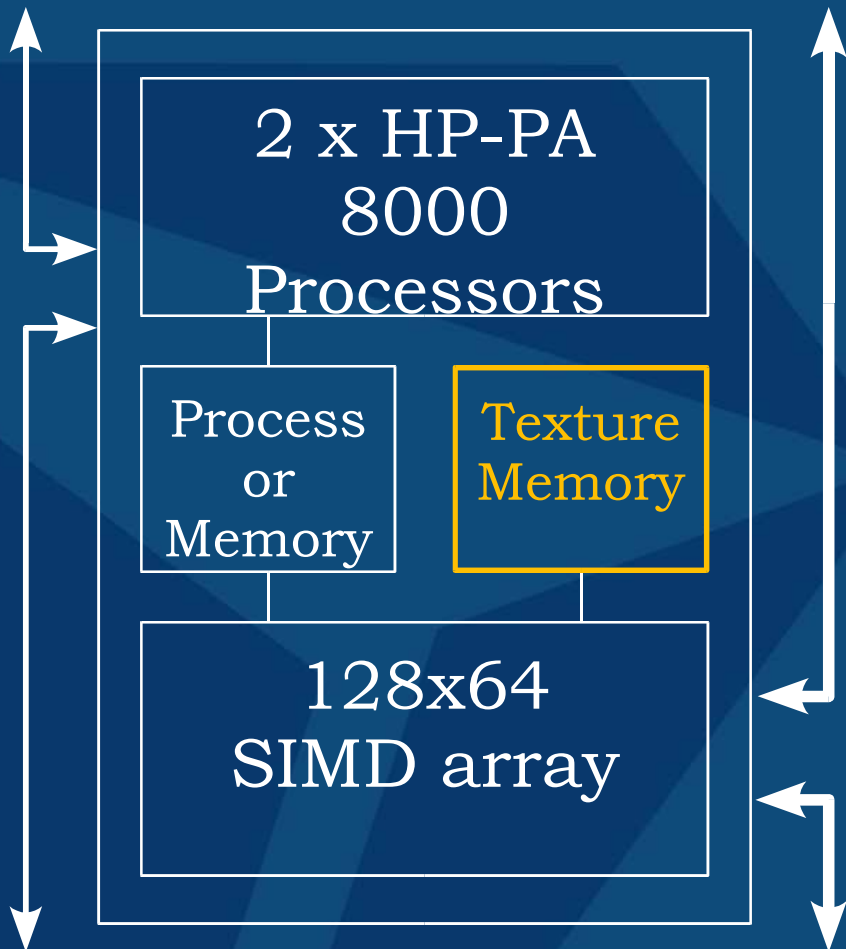 2 x HP-PA
8000
Processors
Process
or
Memory
Texture
Memory
128x64
SIMD array